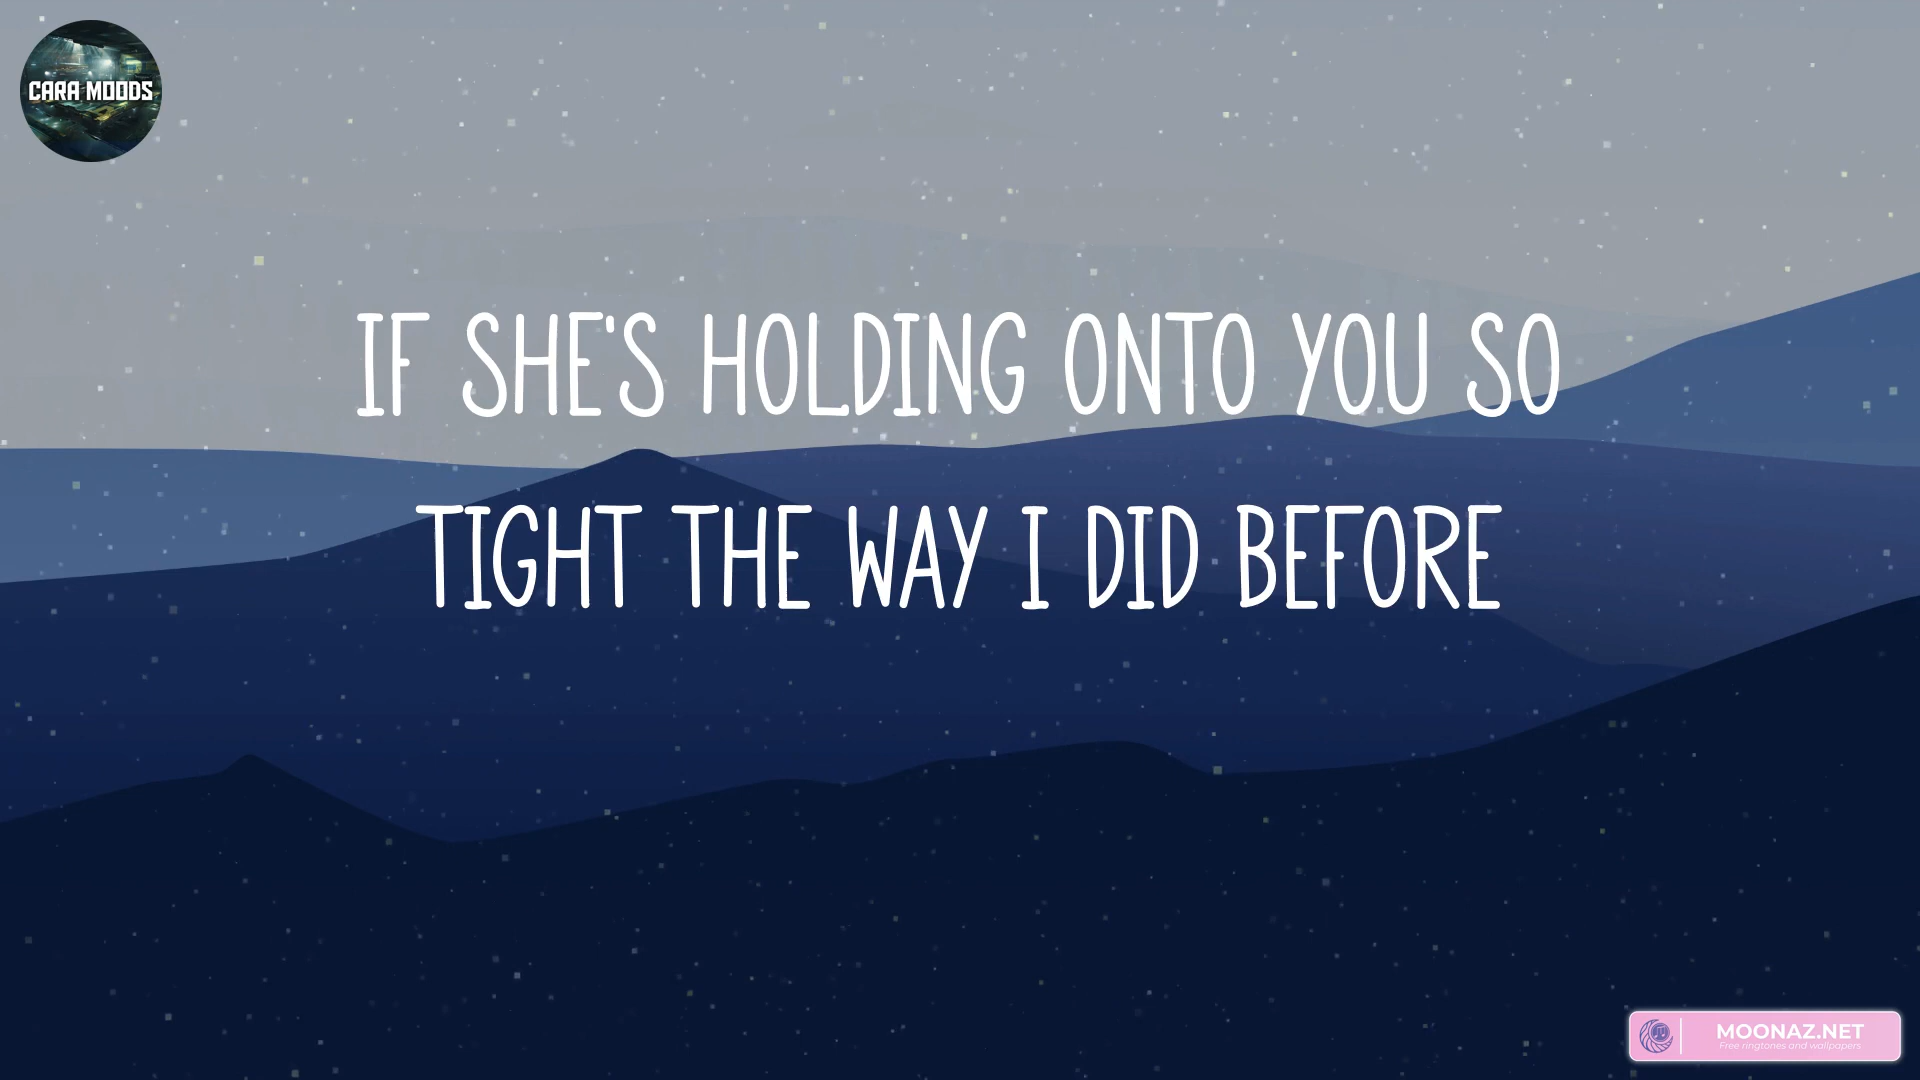 CARA MOODS
IF SHE'S HOLDING ONTO YOU SO
TIGHT THE WAY I DID BEFORE
MOONAZ.NET
Free ringtones and wallpapers